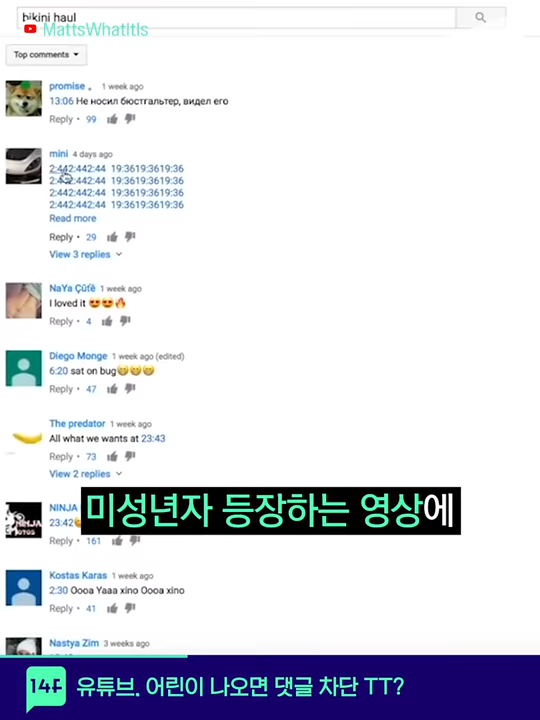 bikini haul
MattsWhatItIs
Top comments
promise 。 1 week ago
13:06 Не носил бюстгальтер, видел его
Reply • 99
mini 4 days ago
2:442:442:44 19:3619:3619:36
2:442:442:44 19:3619:3619:36
2:442:442:44 19:3619:3619:36
2:442:442:44 19:3619:3619:36
Read more
Reply • 29
View 3 replies
NaYa Çûťē 1 week ago
I loved it 😍😍🔥
Reply • 4
Diego Monge 1 week ago (edited)
6:20 sat on bug😁😁😁
Reply • 47
The predator 1 week ago
All what we wants at 23:43
Reply • 73
View 2 replies
NINJA
23:42
미성년자 등장하는 영상에
Reply • 161
Kostas Karas 1 week ago
2:30 Oooa Yaaa xino Oooa xino
Reply • 41
Nastya Zim 3 weeks ago
14F 유튜브. 어린이 나오면 댓글 차단 TT?